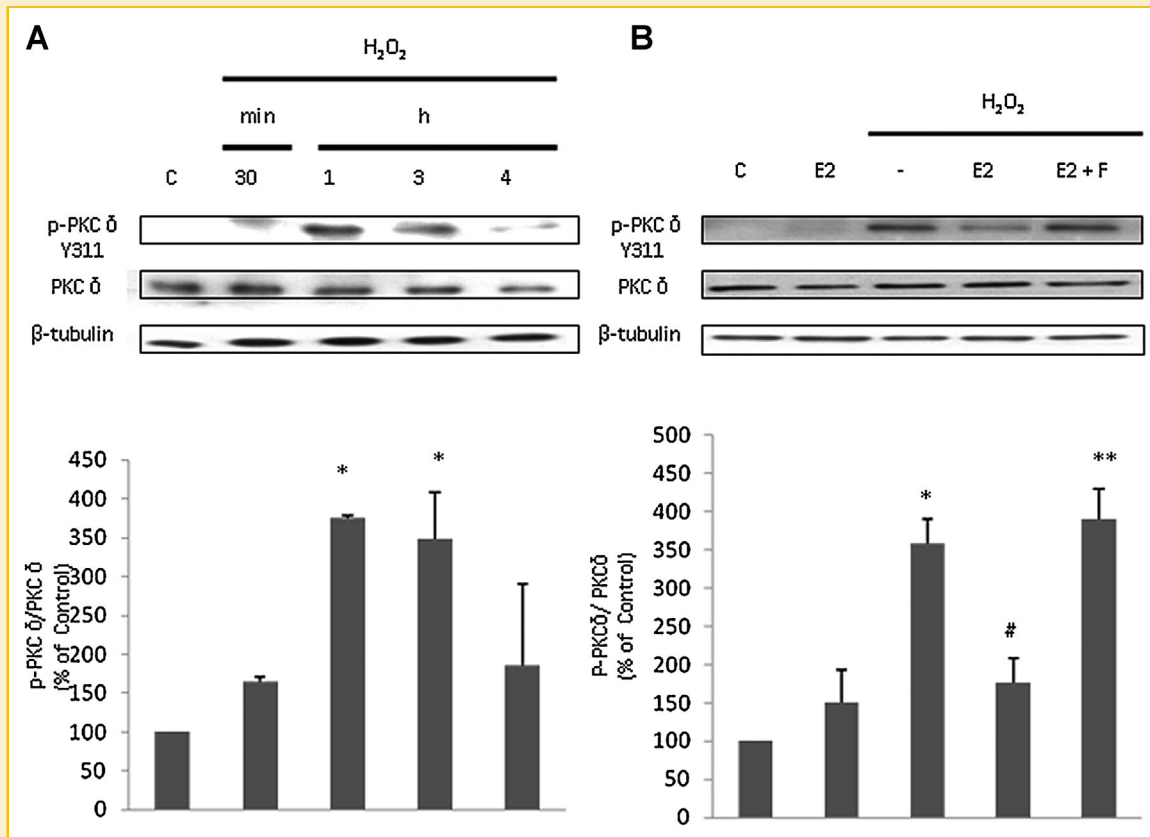 A
H₂O₂
min h
C 30 1 3 4
p-PKC δ
Y311
PKC δ
β-tubulin
450
400
350
300
250
200
150
100
50
0
p-PKC δ/PKC δ
(% of Control)
* *
B
H₂O₂
C E2 - E2 E2 + F
p-PKC δ
Y311
PKC δ
β-tubulin
500
450
400
350
300
250
200
150
100
50
0
P-PKCδ/ PKCδ
(% of Control)
* # **